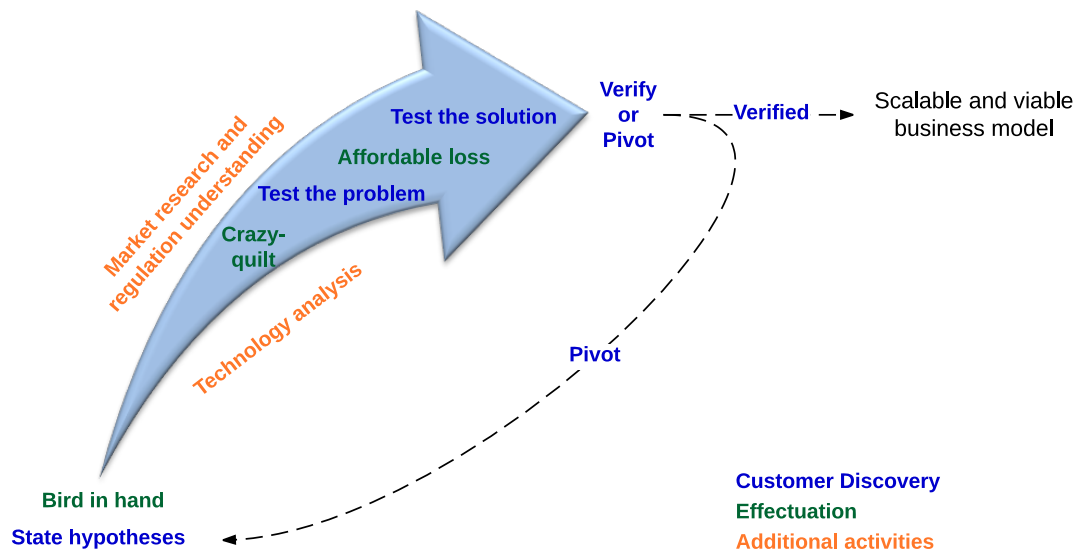 Test the solution
Affordable loss
Test the problem
Crazy-
quilt
Market research and
regulation understanding
Technology analysis
Bird in hand
State hypotheses
Verify
or
Pivot
Verified
Scalable and viable
business model
Pivot
Customer Discovery
Effectuation
Additional activities